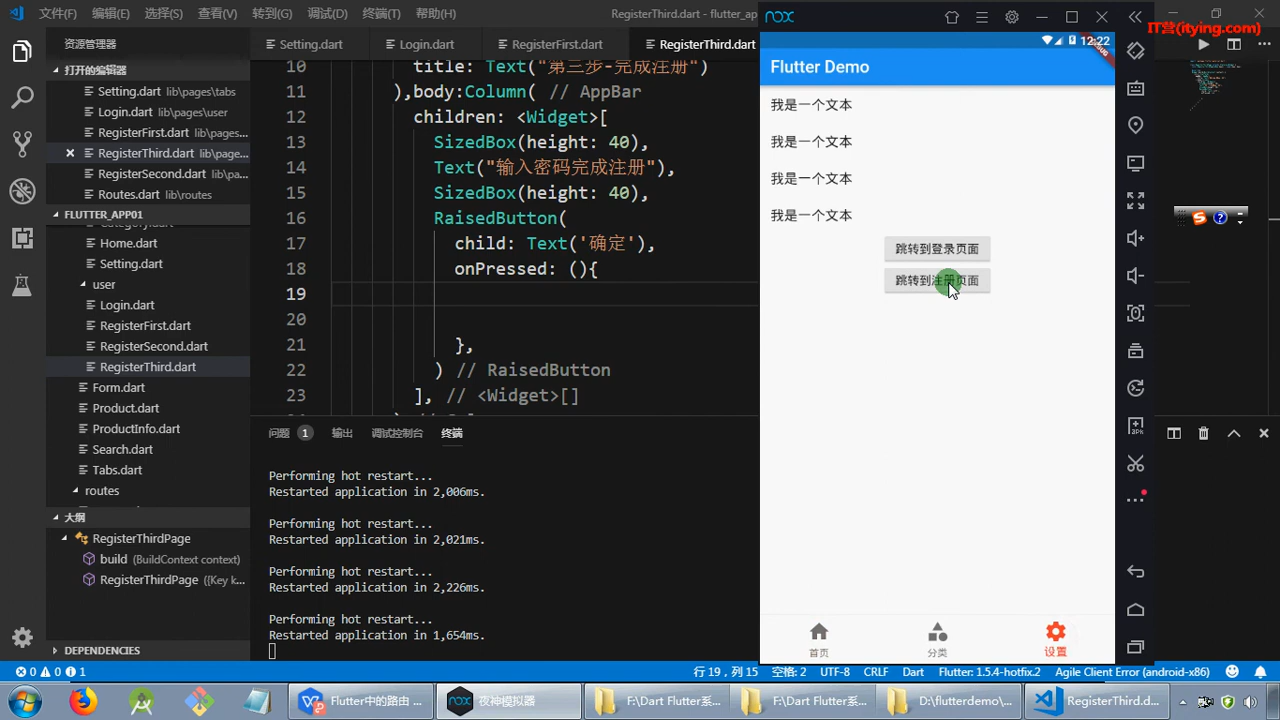 文件(F) 编辑(E) 选择(S) 查看(V) 转到(G) 调试(D) 终端(T) 帮助(H) RegisterThird.dart - flutter_ap
nox
IT营(itying.com)
资源管理器
Setting.dart Login.dart RegisterFirst.dart RegisterThird.dart
12:22
打开的编辑器
Setting.dart lib\pages\tabs
Login.dart lib\pages\user
RegisterFirst.dart lib\pages...
RegisterThird.dart lib\page...
RegisterSecond.dart lib\pa...
Routes.dart lib\routes
FLUTTER_APP01
Home.dart
Setting.dart
user
Login.dart
RegisterFirst.dart
RegisterSecond.dart
RegisterThird.dart
Form.dart
Product.dart
ProductInfo.dart
Search.dart
Tabs.dart
routes
大纲
RegisterThirdPage
build (BuildContext context)
RegisterThirdPage ({Key k...
DEPENDENCIES
10 title: Text("第三步-完成注册")
11 ),body:Column( // AppBar
12 children: <Widget>[
13 SizedBox(height: 40),
14 Text("输入密码完成注册"),
15 SizedBox(height: 40),
16 RaisedButton(
17 child: Text('确定'),
18 onPressed: (){
19
20
21 },
22 ) // RaisedButton
23 ], // <Widget>[]
问题 1 输出 调试控制台 终端
Performing hot restart...
Restarted application in 2,006ms.
Performing hot restart...
Restarted application in 2,021ms.
Performing hot restart...
Restarted application in 2,226ms.
Performing hot restart...
Restarted application in 1,654ms.
Flutter Demo
我是一个文本
我是一个文本
我是一个文本
我是一个文本
跳转到登录页面
跳转到注册页面
首页 分类 设置
0 0 1 行 19，列 15 空格: 2 UTF-8 CRLF Dart Flutter: 1.5.4-hotfix.2 Agile Client Error (android-x86)
Flutter中的路由 ... 夜神模拟器 F:\Dart Flutter系... F:\Dart Flutter系... D:\flutterdemo\... RegisterThird.d...